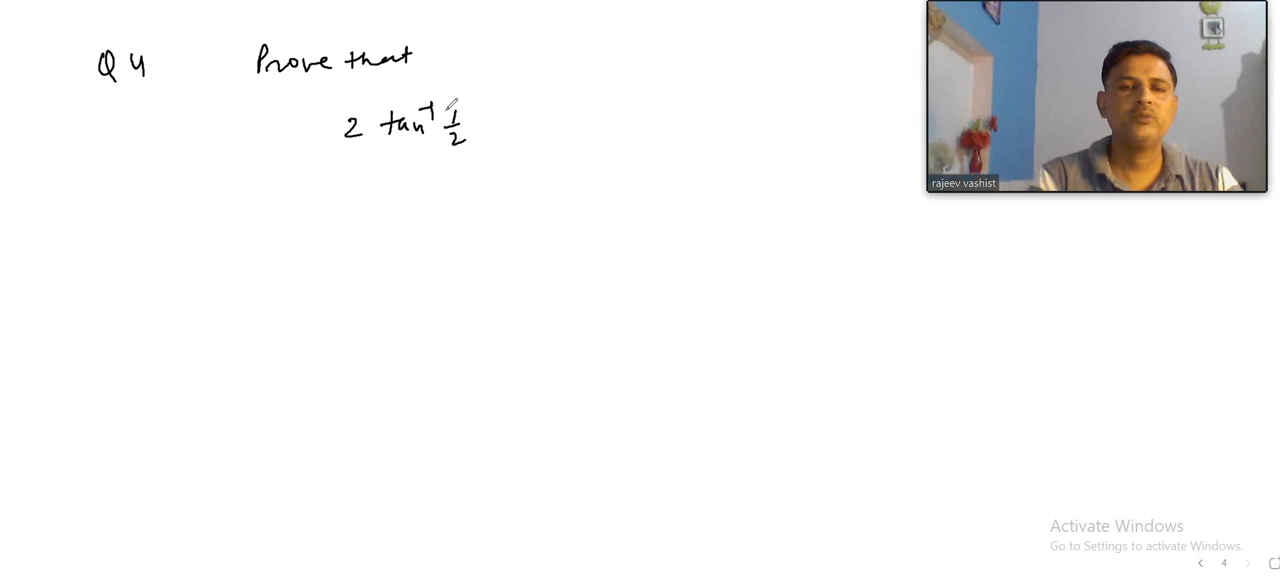 Q 4 Prove that
2 tan⁻¹ 1/2
rajeev vashist
Activate Windows
Go to Settings to activate Windows.
< 4 >